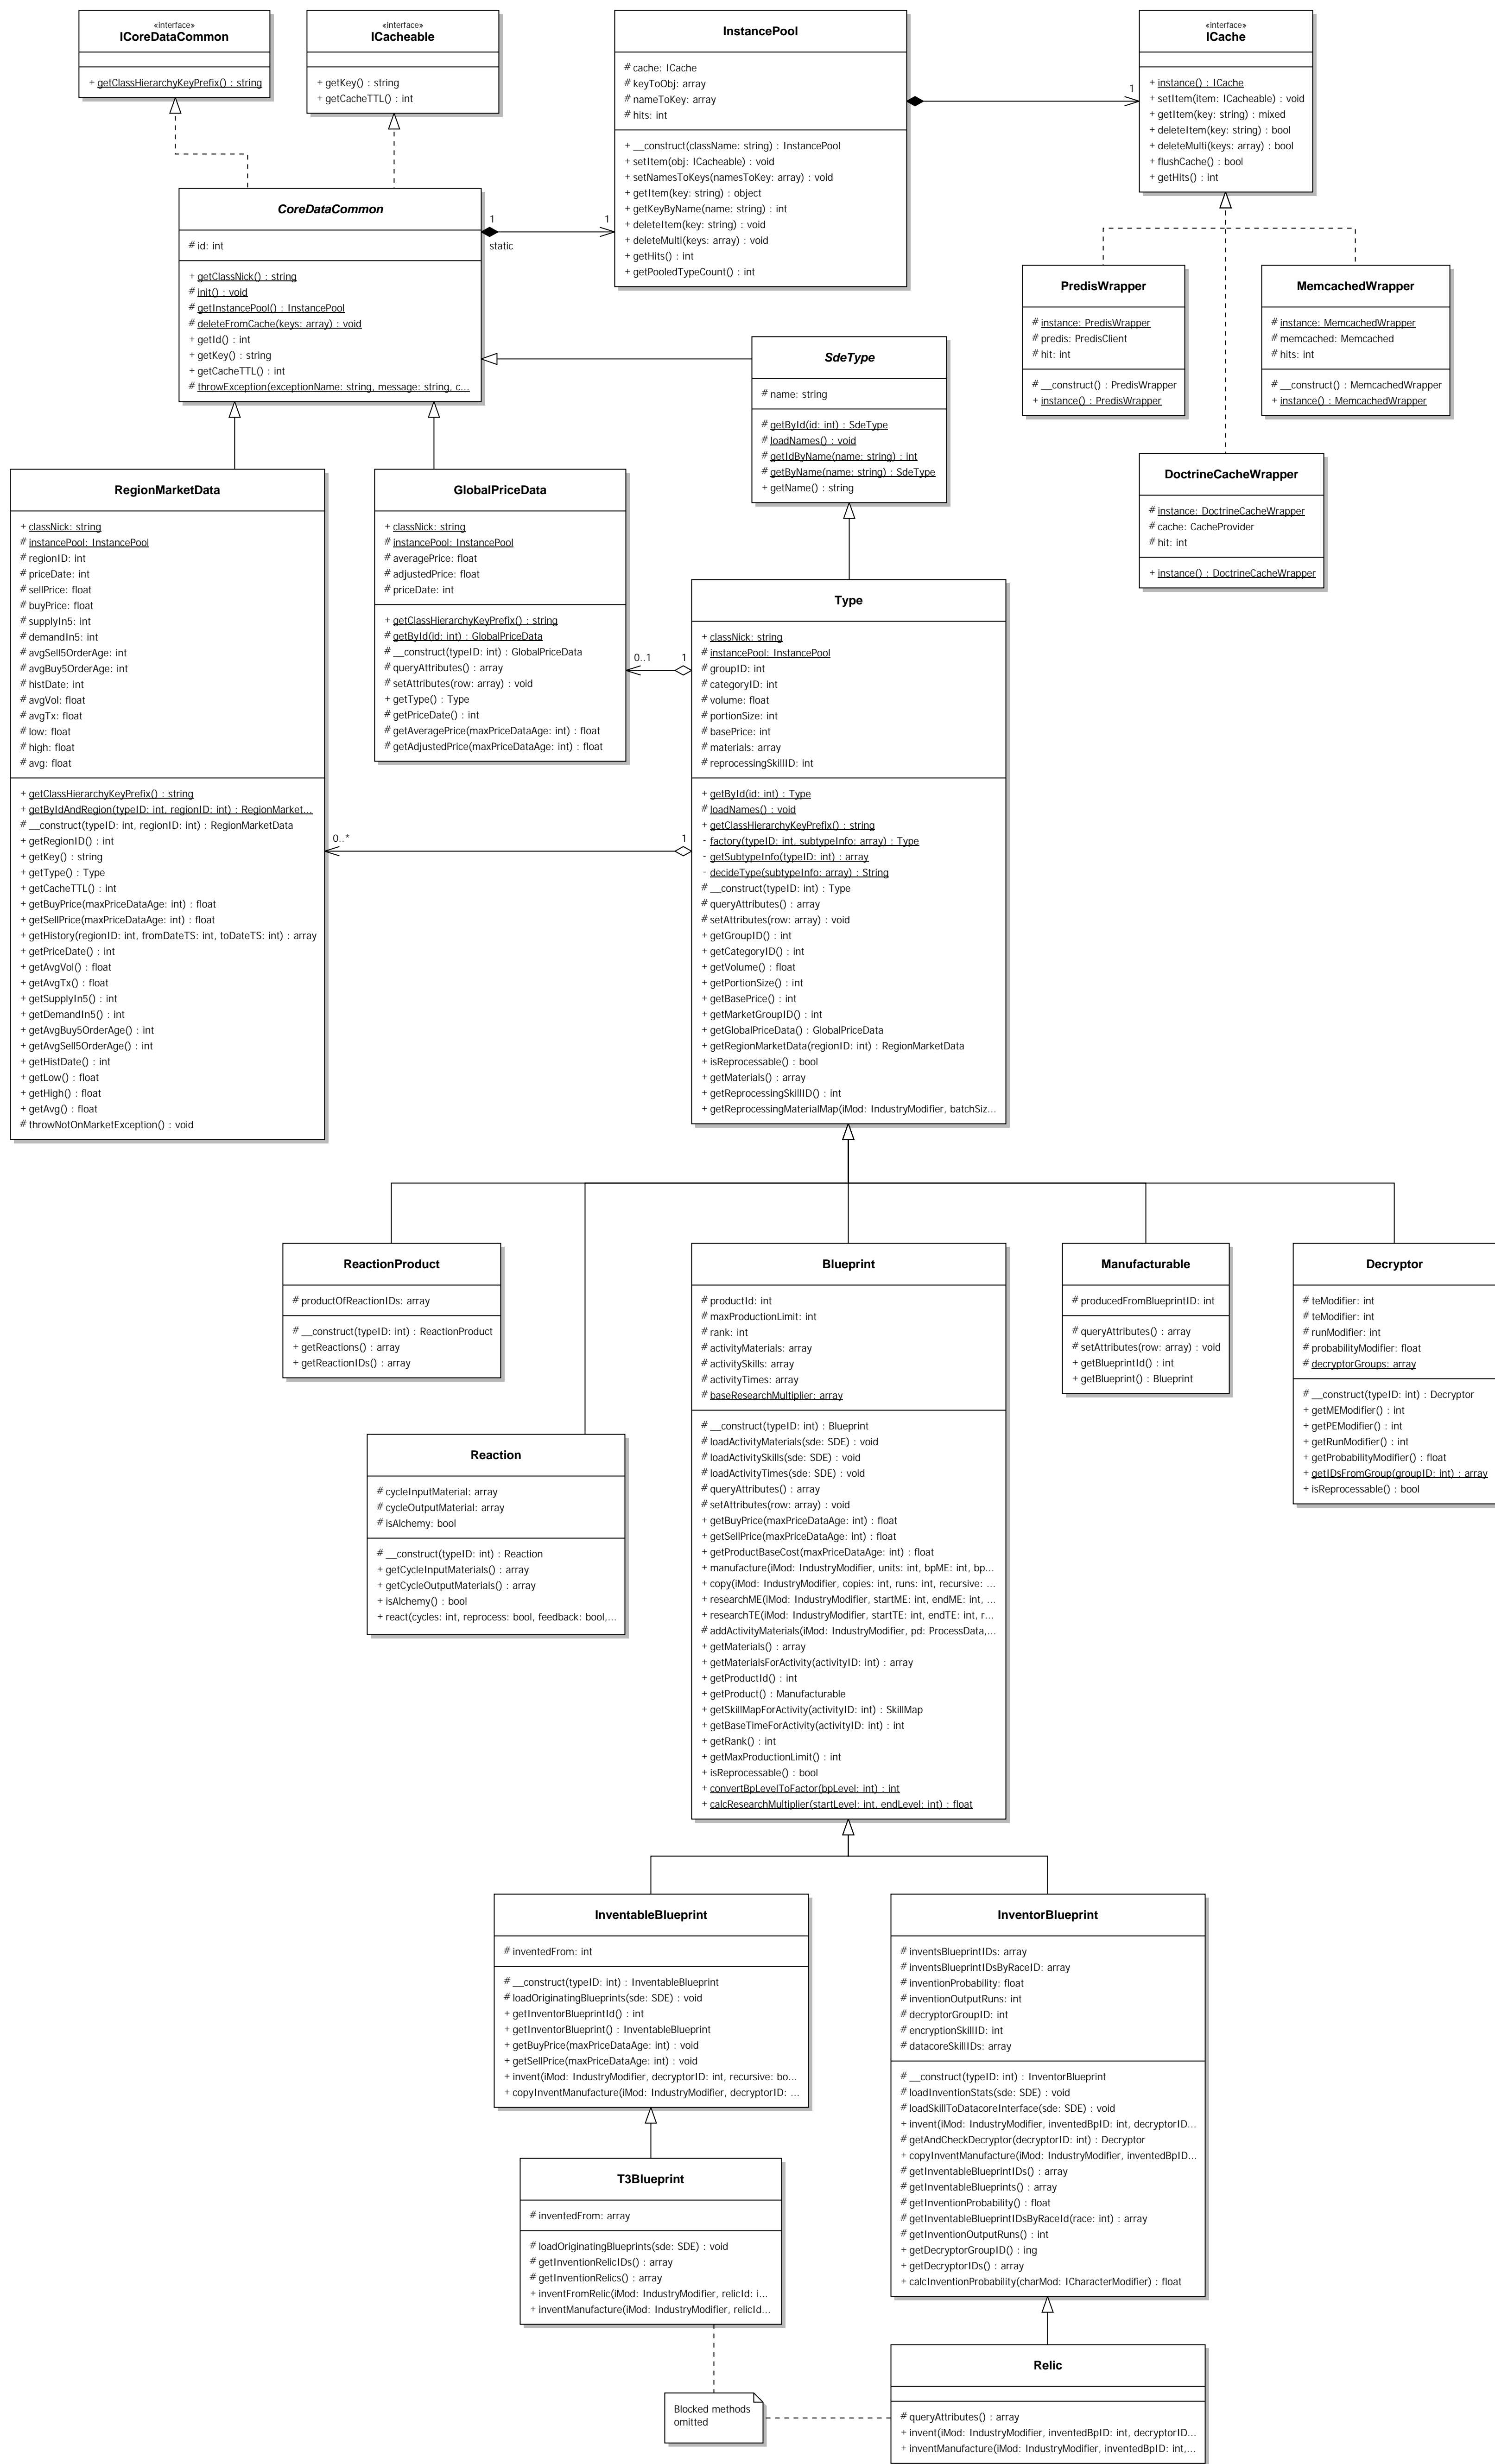 «interface»
ICoreDataCommon
+ getClassHierarchyKeyPrefix() : string
«interface»
ICacheable
+ getKey() : string
+ getCacheTTL() : int
InstancePool
# cache: ICache
# keyToObj: array
# nameToKey: array
# hits: int
+ __construct(className: string) : InstancePool
+ setItem(obj: ICacheable) : void
+ setNamesToKeys(namesToKey: array) : void
+ getItem(key: string) : object
+ getKeyByName(name: string) : int
+ deleteItem(key: string) : void
+ deleteMulti(keys: array) : void
+ getHits() : int
+ getPooledTypeCount() : int
1
«interface»
ICache
+ instance() : ICache
+ setItem(item: ICacheable) : void
+ getItem(key: string) : mixed
+ deleteItem(key: string) : bool
+ deleteMulti(keys: array) : bool
+ flushCache() : bool
+ getHits() : int
CoreDataCommon
# id: int
+ getClassNick() : string
# init() : void
# getInstancePool() : InstancePool
# deleteFromCache(keys: array) : void
+ getId() : int
+ getKey() : string
+ getCacheTTL() : int
# throwException(exceptionName: string, message: string, c...
1
static
1
PredisWrapper
# instance: PredisWrapper
# predis: PredisClient
# hit: int
# __construct() : PredisWrapper
+ instance() : PredisWrapper
MemcachedWrapper
# instance: MemcachedWrapper
# memcached: Memcached
# hits: int
# __construct() : MemcachedWrapper
+ instance() : MemcachedWrapper
SdeType
# name: string
# getById(id: int) : SdeType
# loadNames() : void
# getIdByName(name: string) : int
# getByName(name: string) : SdeType
+ getName() : string
DoctrineCacheWrapper
# instance: DoctrineCacheWrapper
# cache: CacheProvider
# hit: int
+ instance() : DoctrineCacheWrapper
RegionMarketData
+ classNick: string
# instancePool: InstancePool
# regionID: int
# priceDate: int
# sellPrice: float
# buyPrice: float
# supplyIn5: int
# demandIn5: int
# avgSell5OrderAge: int
# avgBuy5OrderAge: int
# histDate: int
# avgVol: float
# avgTx: float
# low: float
# high: float
# avg: float
+ getClassHierarchyKeyPrefix() : string
+ getByIdAndRegion(typeID: int, regionID: int) : RegionMarket...
# __construct(typeID: int, regionID: int) : RegionMarketData
+ getRegionID() : int
+ getKey() : string
+ getType() : Type
+ getCacheTTL() : int
+ getBuyPrice(maxPriceDataAge: int) : float
+ getSellPrice(maxPriceDataAge: int) : float
+ getHistory(regionID: int, fromDateTS: int, toDateTS: int) : array
+ getPriceDate() : int
+ getAvgVol() : float
+ getAvgTx() : float
+ getSupplyIn5() : int
+ getDemandIn5() : int
+ getAvgBuy5OrderAge() : int
+ getAvgSell5OrderAge() : int
+ getHistDate() : int
+ getLow() : float
+ getHigh() : float
+ getAvg() : float
# throwNotOnMarketException() : void
GlobalPriceData
+ classNick: string
# instancePool: InstancePool
# averagePrice: float
# adjustedPrice: float
# priceDate: int
+ getClassHierarchyKeyPrefix() : string
# getById(id: int) : GlobalPriceData
# __construct(typeID: int) : GlobalPriceData
# queryAttributes() : array
# setAttributes(row: array) : void
+ getType() : Type
# getPriceDate() : int
# getAveragePrice(maxPriceDataAge: int) : float
# getAdjustedPrice(maxPriceDataAge: int) : float
0..1
1
0..*
1
Type
+ classNick: string
# instancePool: InstancePool
# groupID: int
# categoryID: int
# volume: float
# portionSize: int
# basePrice: int
# materials: array
# reprocessingSkillID: int
+ getById(id: int) : Type
# loadNames() : void
+ getClassHierarchyKeyPrefix() : string
- factory(typeID: int, subtypeInfo: array) : Type
- getSubtypeInfo(typeID: int) : array
- decideType(subtypeInfo: array) : String
# __construct(typeID: int) : Type
# queryAttributes() : array
# setAttributes(row: array) : void
+ getGroupID() : int
+ getCategoryID() : int
+ getVolume() : float
+ getPortionSize() : int
+ getBasePrice() : int
+ getMarketGroupID() : int
+ getGlobalPriceData() : GlobalPriceData
+ getRegionMarketData(regionID: int) : RegionMarketData
+ isReprocessable() : bool
+ getMaterials() : array
+ getReprocessingSkillID() : int
+ getReprocessingMaterialMap(iMod: IndustryModifier, batchSiz...
ReactionProduct
# productOfReactionIDs: array
# __construct(typeID: int) : ReactionProduct
+ getReactions() : array
+ getReactionIDs() : array
Reaction
# cycleInputMaterial: array
# cycleOutputMaterial: array
# isAlchemy: bool
# __construct(typeID: int) : Reaction
+ getCycleInputMaterials() : array
+ getCycleOutputMaterials() : array
+ isAlchemy() : bool
+ react(cycles: int, reprocess: bool, feedback: bool,...
Blueprint
# productId: int
# maxProductionLimit: int
# rank: int
# activityMaterials: array
# activitySkills: array
# activityTimes: array
# baseResearchMultiplier: array
# __construct(typeID: int) : Blueprint
# loadActivityMaterials(sde: SDE) : void
# loadActivitySkills(sde: SDE) : void
# loadActivityTimes(sde: SDE) : void
# queryAttributes() : array
# setAttributes(row: array) : void
+ getBuyPrice(maxPriceDataAge: int) : float
+ getSellPrice(maxPriceDataAge: int) : float
+ getProductBaseCost(maxPriceDataAge: int) : float
+ manufacture(iMod: IndustryModifier, units: int, bpME: int, bp...
+ copy(iMod: IndustryModifier, copies: int, runs: int, recursive: ...
+ researchME(iMod: IndustryModifier, startME: int, endME: int, ...
+ researchTE(iMod: IndustryModifier, startTE: int, endTE: int, r...
# addActivityMaterials(iMod: IndustryModifier, pd: ProcessData,...
+ getMaterials() : array
+ getMaterialsForActivity(activityID: int) : array
+ getProductId() : int
+ getProduct() : Manufacturable
+ getSkillMapForActivity(activityID: int) : SkillMap
+ getBaseTimeForActivity(activityID: int) : int
+ getRank() : int
+ getMaxProductionLimit() : int
+ isReprocessable() : bool
+ convertBpLevelToFactor(bpLevel: int) : int
+ calcResearchMultiplier(startLevel: int, endLevel: int) : float
Manufacturable
# producedFromBlueprintID: int
# queryAttributes() : array
# setAttributes(row: array) : void
+ getBlueprintId() : int
+ getBlueprint() : Blueprint
Decryptor
# teModifier: int
# teModifier: int
# runModifier: int
# probabilityModifier: float
# decryptorGroups: array
# __construct(typeID: int) : Decryptor
+ getMEModifier() : int
+ getPEModifier() : int
+ getRunModifier() : int
+ getProbabilityModifier() : float
+ getIDsFromGroup(groupID: int) : array
+ isReprocessable() : bool
InventableBlueprint
# inventedFrom: int
# __construct(typeID: int) : InventableBlueprint
# loadOriginatingBlueprints(sde: SDE) : void
+ getInventorBlueprintId() : int
+ getInventorBlueprint() : InventableBlueprint
+ getBuyPrice(maxPriceDataAge: int) : void
+ getSellPrice(maxPriceDataAge: int) : void
+ invent(iMod: IndustryModifier, decryptorID: int, recursive: bo...
+ copyInventManufacture(iMod: IndustryModifier, decryptorID: ...
InventorBlueprint
# inventsBlueprintIDs: array
# inventsBlueprintIDsByRaceID: array
# inventionProbability: float
# inventionOutputRuns: int
# decryptorGroupID: int
# encryptionSkillID: int
# datacoreSkillIDs: array
# __construct(typeID: int) : InventorBlueprint
# loadInventionStats(sde: SDE) : void
# loadSkillToDatacoreInterface(sde: SDE) : void
+ invent(iMod: IndustryModifier, inventedBpID: int, decryptorID...
# getAndCheckDecryptor(decryptorID: int) : Decryptor
+ copyInventManufacture(iMod: IndustryModifier, inventedBpID...
# getInventableBlueprintIDs() : array
# getInventableBlueprints() : array
# getInventionProbability() : float
# getInventableBlueprintIDsByRaceId(race: int) : array
# getInventionOutputRuns() : int
+ getDecryptorGroupID() : ing
+ getDecryptorIDs() : array
+ calcInventionProbability(charMod: ICharacterModifier) : float
T3Blueprint
# inventedFrom: array
# loadOriginatingBlueprints(sde: SDE) : void
# getInventionRelicIDs() : array
# getInventionRelics() : array
+ inventFromRelic(iMod: IndustryModifier, relicId: i...
+ inventManufacture(iMod: IndustryModifier, relicId...
Blocked methods
omitted
Relic
# queryAttributes() : array
+ invent(iMod: IndustryModifier, inventedBpID: int, decryptorID...
+ inventManufacture(iMod: IndustryModifier, inventedBpID: int,...